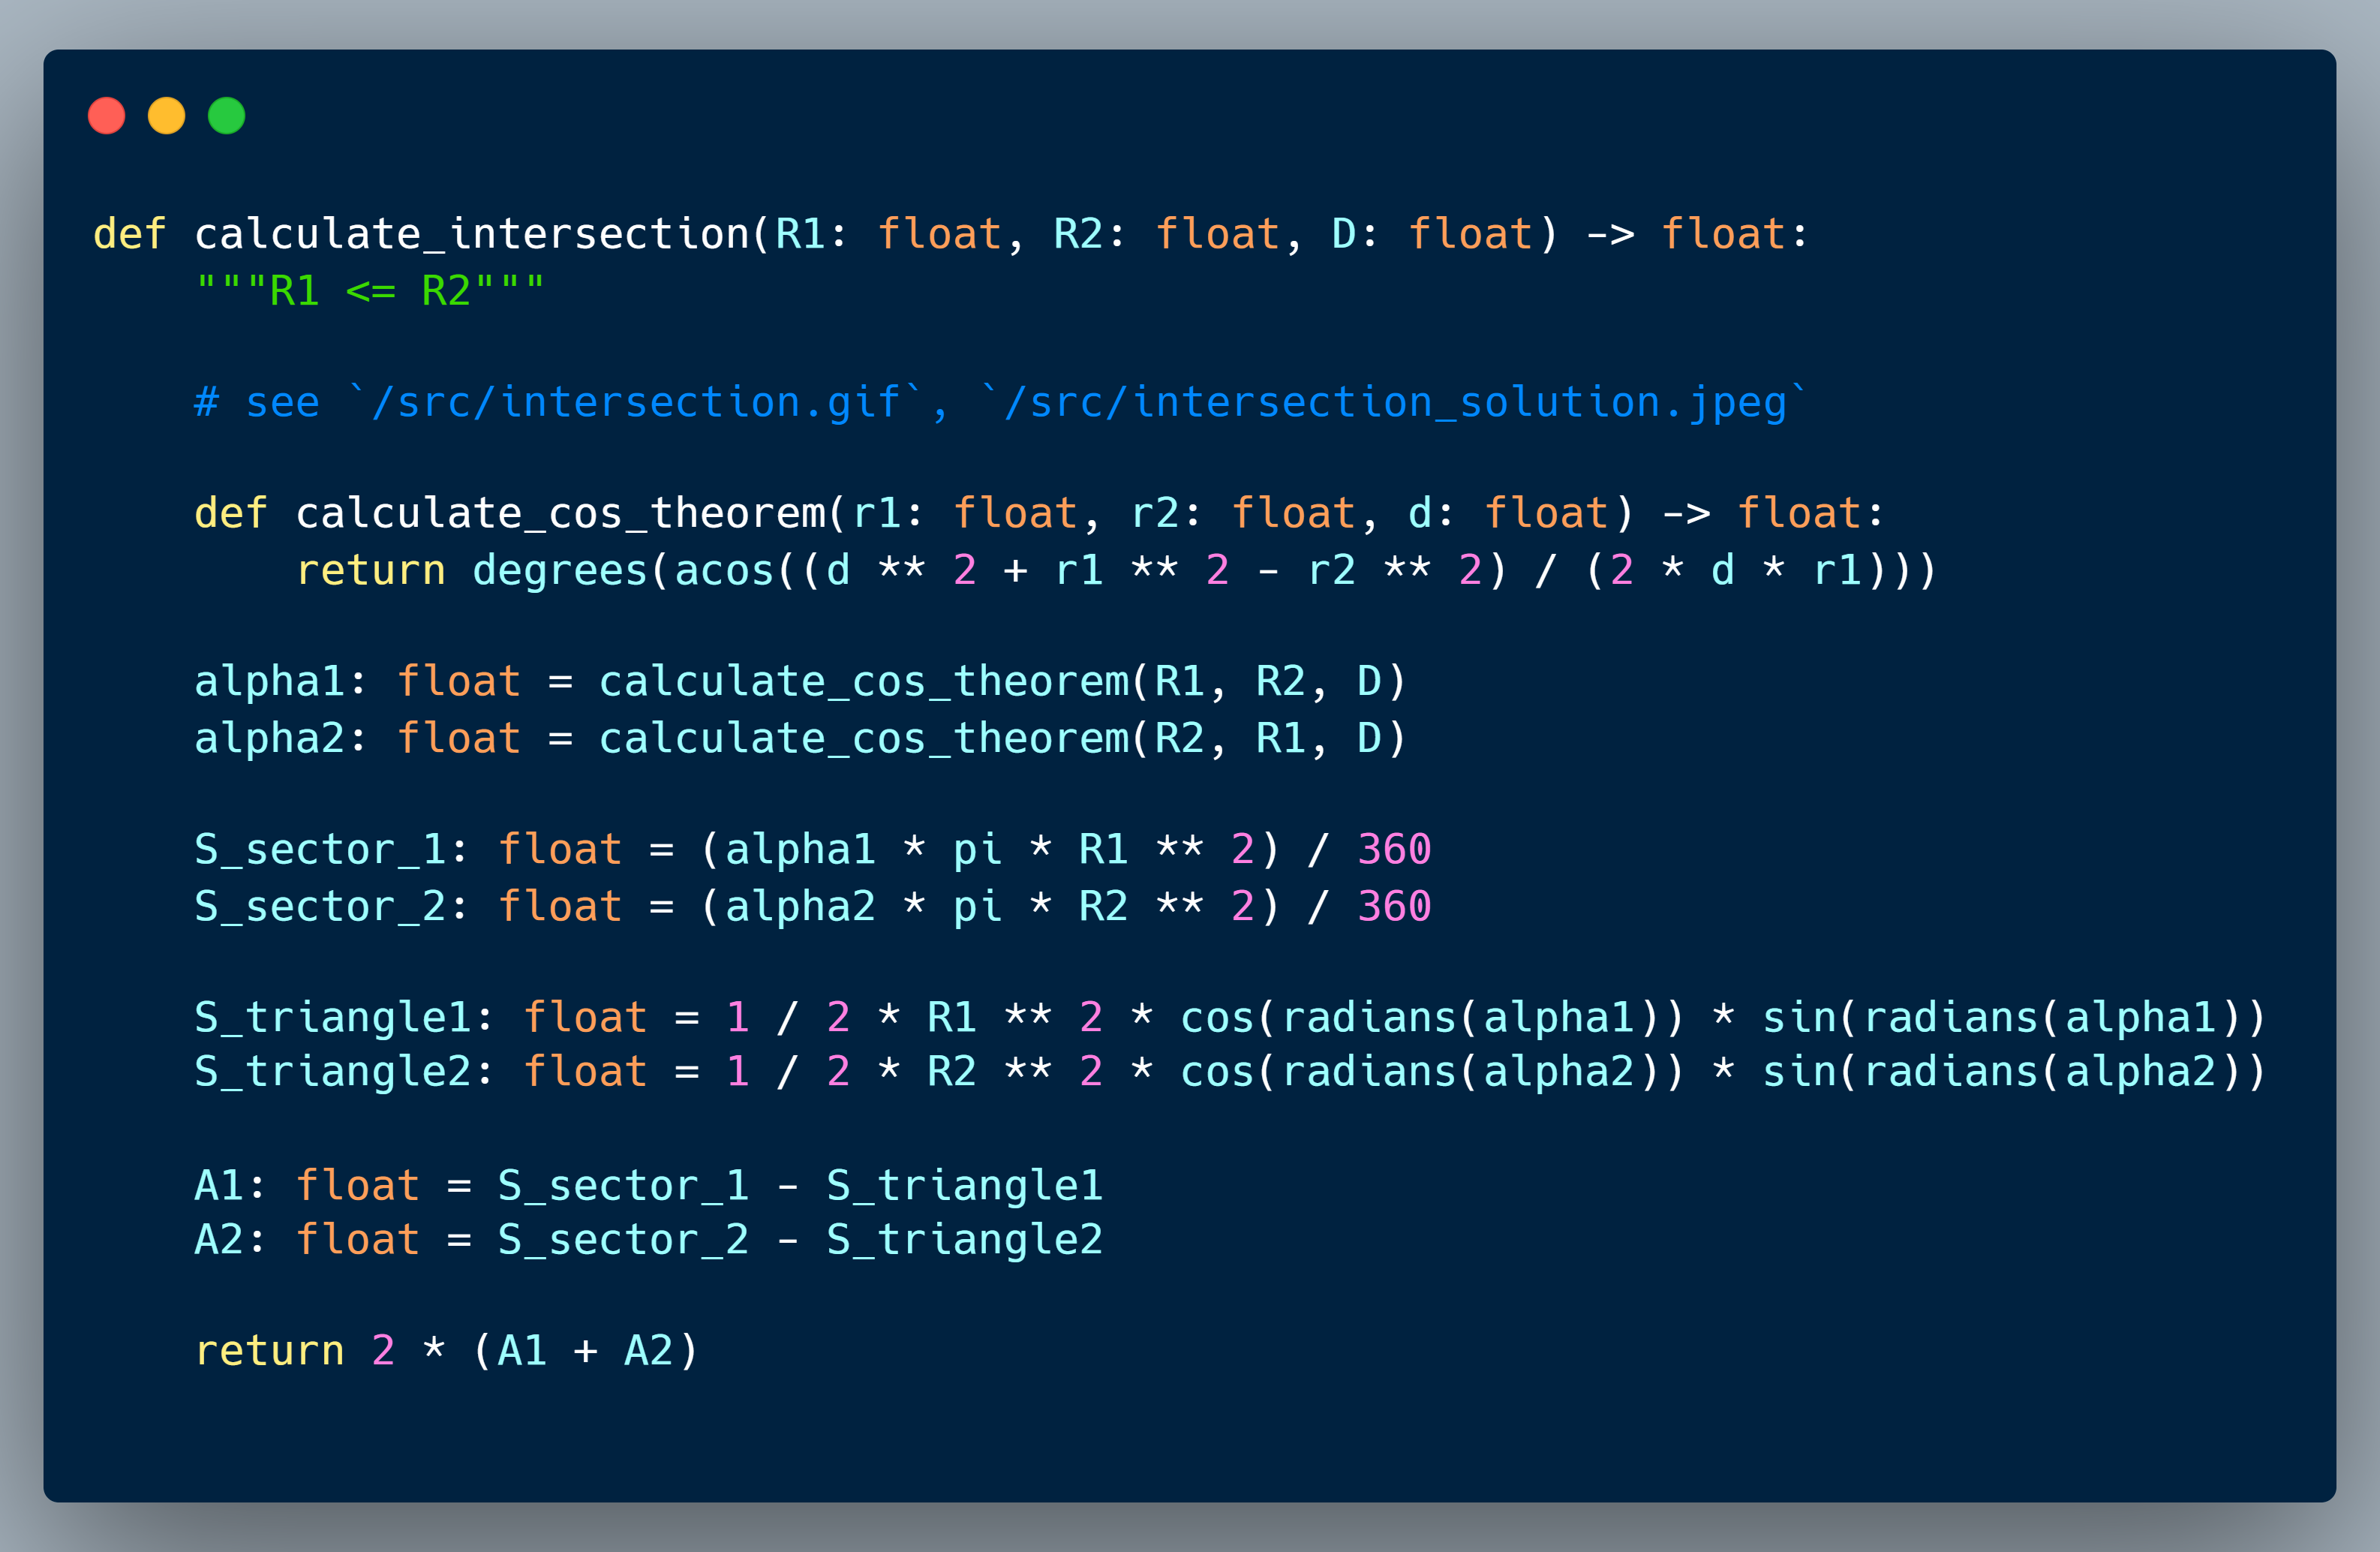 def calculate_intersection(R1: float, R2: float, D: float) -> float:
    """R1 <= R2"""

    # see `/src/intersection.gif`, `/src/intersection_solution.jpeg`

    def calculate_cos_theorem(r1: float, r2: float, d: float) -> float:
        return degrees(acos((d ** 2 + r1 ** 2 - r2 ** 2) / (2 * d * r1)))

    alpha1: float = calculate_cos_theorem(R1, R2, D)
    alpha2: float = calculate_cos_theorem(R2, R1, D)

    S_sector_1: float = (alpha1 * pi * R1 ** 2) / 360
    S_sector_2: float = (alpha2 * pi * R2 ** 2) / 360

    S_triangle1: float = 1 / 2 * R1 ** 2 * cos(radians(alpha1)) * sin(radians(alpha1))
    S_triangle2: float = 1 / 2 * R2 ** 2 * cos(radians(alpha2)) * sin(radians(alpha2))

    A1: float = S_sector_1 - S_triangle1
    A2: float = S_sector_2 - S_triangle2

    return 2 * (A1 + A2)